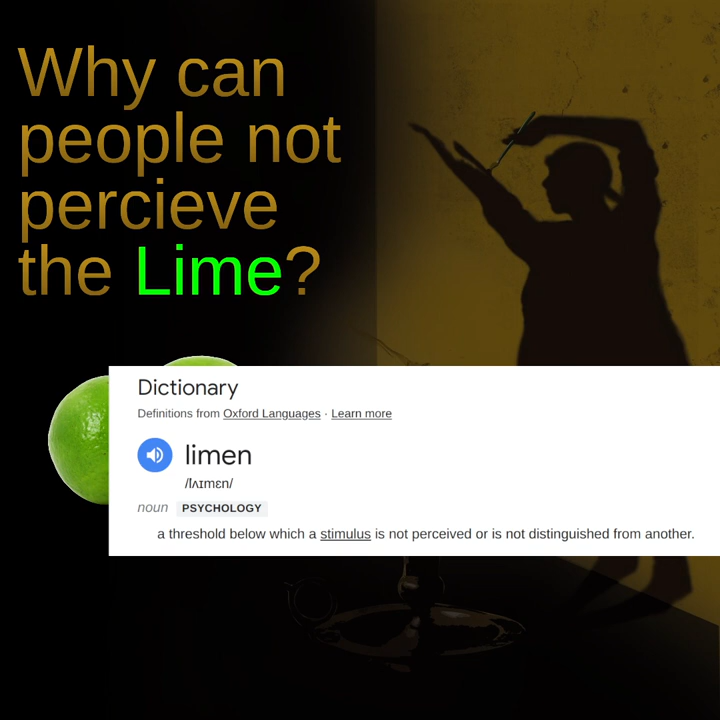 Why can
people not
percieve
the Lime?
Dictionary
Definitions from Oxford Languages · Learn more
limen
/ˈlʌɪmɛn/
noun PSYCHOLOGY
a threshold below which a stimulus is not perceived or is not distinguished from another.